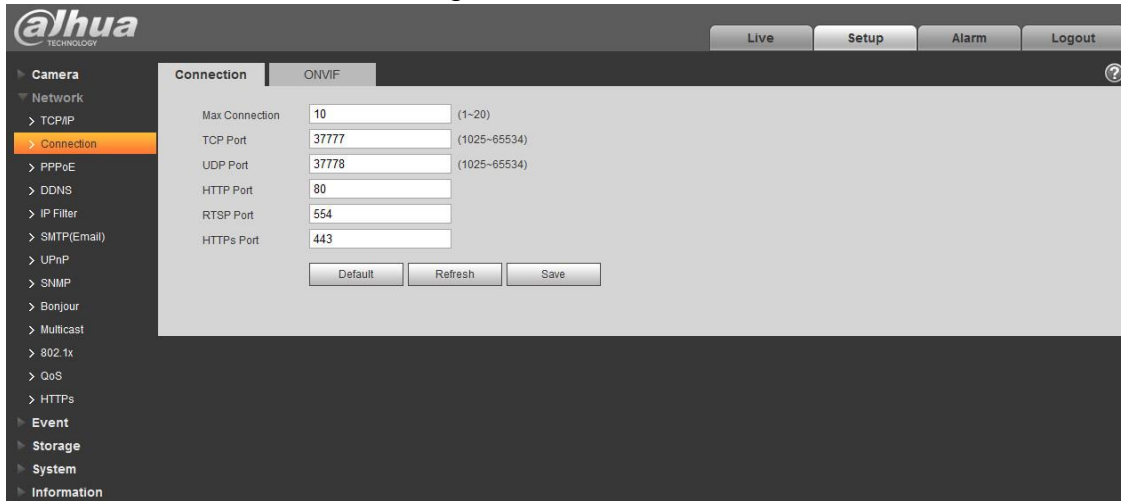 alhua
TECHNOLOGY
Live Setup Alarm Logout
Camera
Network
TCP/IP
Connection
PPPoE
DDNS
IP Filter
SMTP(Email)
UPnP
SNMP
Bonjour
Multicast
802.1x
QoS
HTTPs
Event
Storage
System
Information
Connection ONVIF
?
Max Connection 10 (1~20)
TCP Port 37777 (1025~65534)
UDP Port 37778 (1025~65534)
HTTP Port 80
RTSP Port 554
HTTPs Port 443
Default Refresh Save